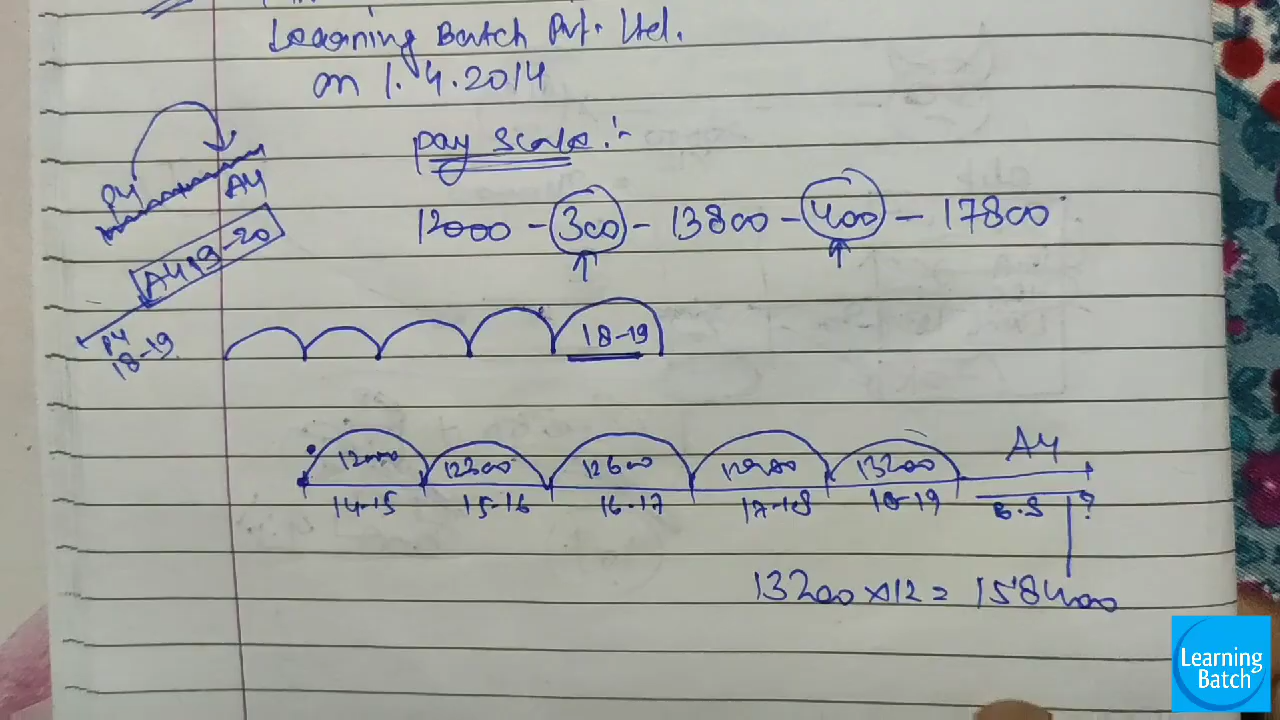 Learning Batch Pvt. Ltd.
on 1.4.2014
Pay Scale :-
PY
AY
12000 - 300 - 13800 - 400 - 17800
AY 19-20
PY
18-19
18-19
12000 12300 12600 12900 13200 AY
14-15 15-16 16-17 17-18 18-19 B.S ?
13200 × 12 = 158400
Learning
Batch